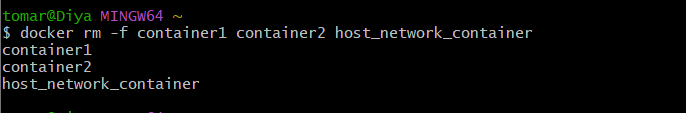 tomar@Diya MINGW64 ~
$ docker rm -f container1 container2 host_network_container
container1
container2
host_network_container